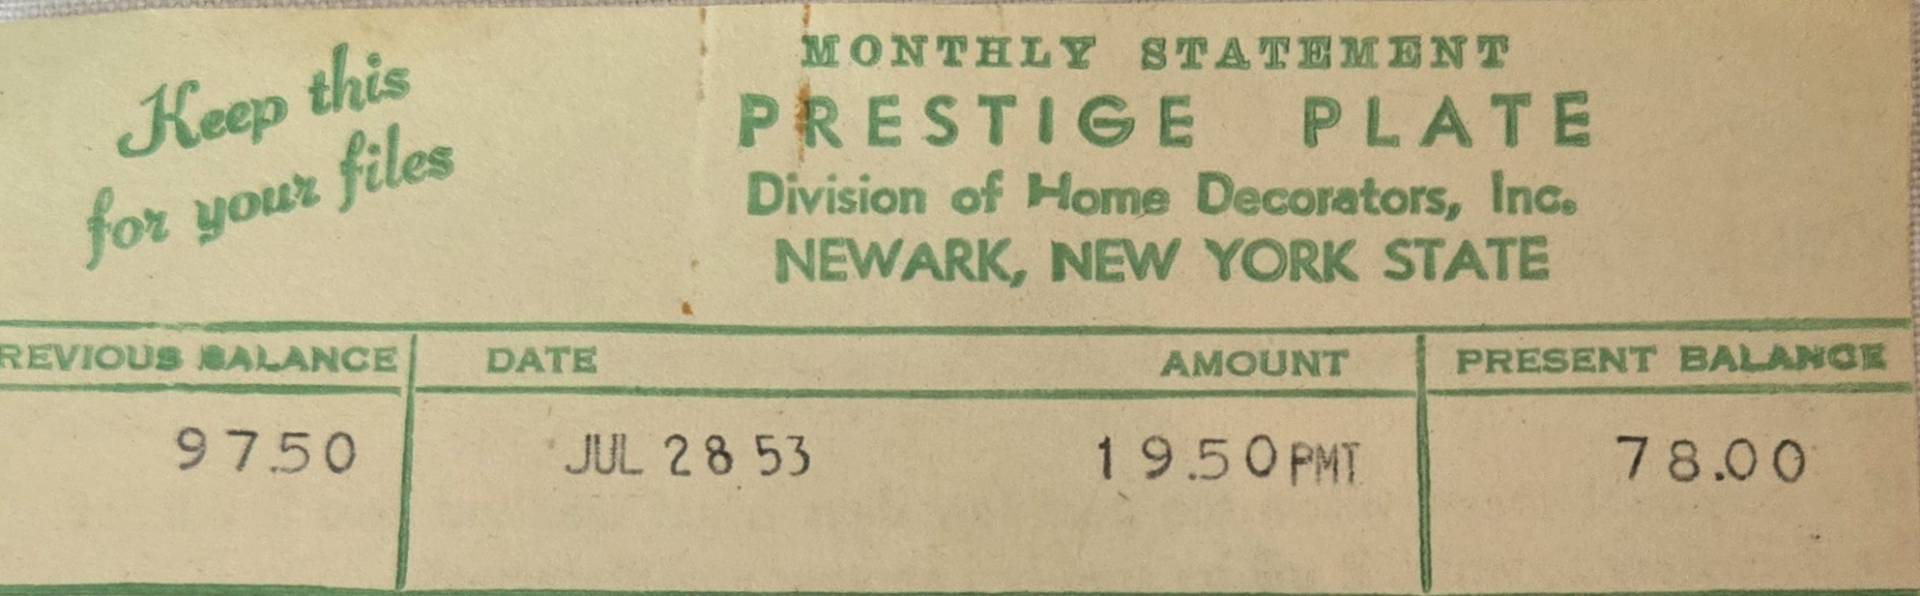 Keep this
for your files
MONTHLY STATEMENT
PRESTIGE PLATE
Division of Home Decorators, Inc.
NEWARK, NEW YORK STATE
REVIOUS BALANCE DATE AMOUNT PRESENT BALANCE
97.50 JUL 28 53 19.50 PMT 78.00